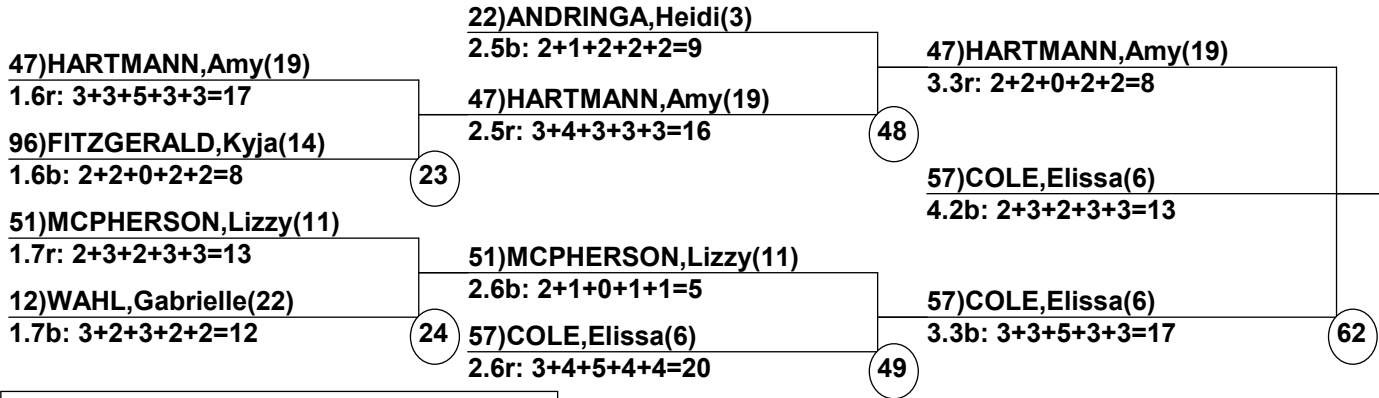 47)HARTMANN,Amy(19)
1.6r: 3+3+5+3+3=17
96)FITZGERALD,Kyja(14)
1.6b: 2+2+0+2+2=8
23
51)MCPHERSON,Lizzy(11)
1.7r: 2+3+2+3+3=13
12)WAHL,Gabrielle(22)
1.7b: 3+2+3+2+2=12
24
22)ANDRINGA,Heidi(3)
2.5b: 2+1+2+2+2=9
47)HARTMANN,Amy(19)
2.5r: 3+4+3+3+3=16
48
51)MCPHERSON,Lizzy(11)
2.6b: 2+1+0+1+1=5
57)COLE,Elissa(6)
2.6r: 3+4+5+4+4=20
49
47)HARTMANN,Amy(19)
3.3r: 2+2+0+2+2=8
57)COLE,Elissa(6)
4.2b: 2+3+2+3+3=13
57)COLE,Elissa(6)
3.3b: 3+3+5+3+3=17
62